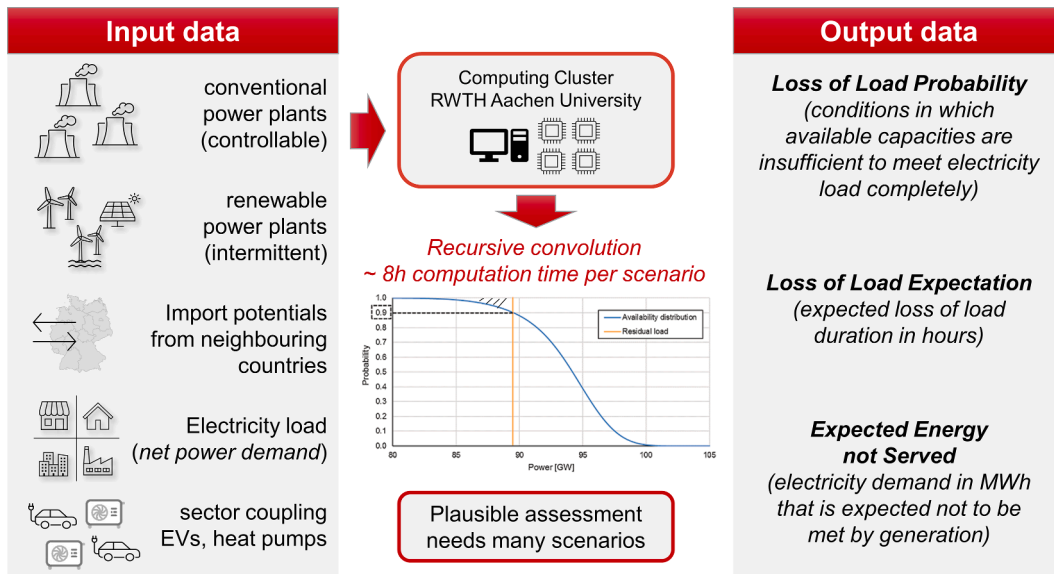 Input data
conventional
power plants
(controllable)
renewable
power plants
(intermittent)
Import potentials
from neighbouring
countries
Electricity load
(net power demand)
sector coupling
EVs, heat pumps
Computing Cluster
RWTH Aachen University
Recursive convolution
~ 8h computation time per scenario
1.0
0.9
0.8
0.7
0.6
0.5
0.4
0.3
0.2
0.1
0.0
Probability
Availability distribution
Residual load
80
85
90
95
100
105
Power [GW]
Plausible assessment
needs many scenarios
Output data
Loss of Load Probability
(conditions in which
available capacities are
insufficient to meet electricity
load completely)
Loss of Load Expectation
(expected loss of load
duration in hours)
Expected Energy
not Served
(electricity demand in MWh
that is expected not to be
met by generation)